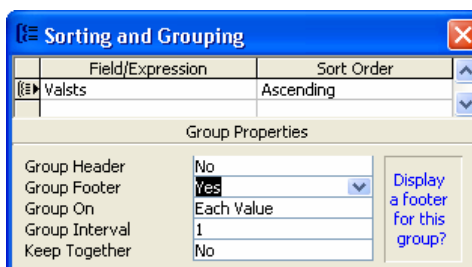 Sorting and Grouping
Field/Expression Sort Order
Valsts Ascending
Group Properties
Group Header No
Group Footer Yes
Group On Each Value
Group Interval 1
Keep Together No
Display
a footer
for this
group?